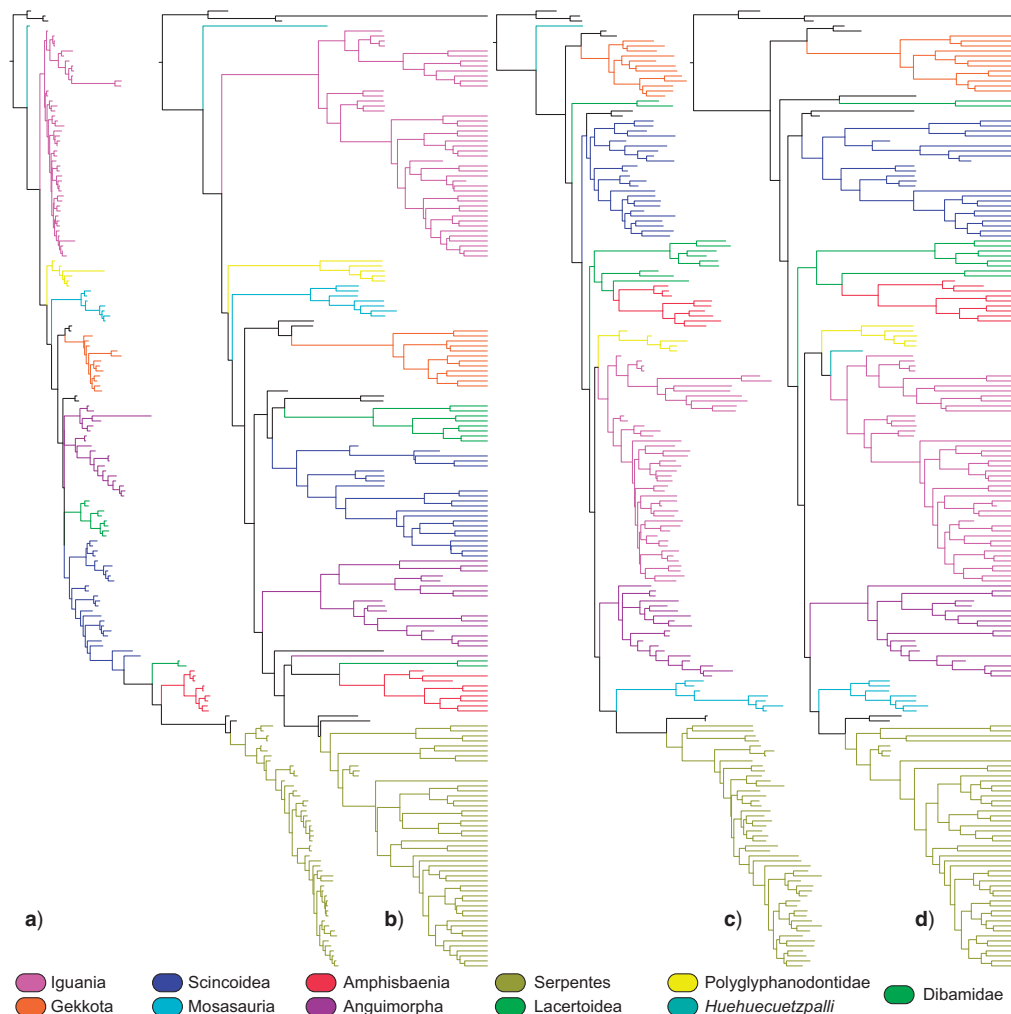 a)
b)
c)
d)
Iguania
Scincoidea
Amphisbaenia
Serpentes
Polyglyphanodontidae
Dibamidae
Gekkota
Mosasauria
Anguimorpha
Lacertoidea
Huehuecuetzpalli